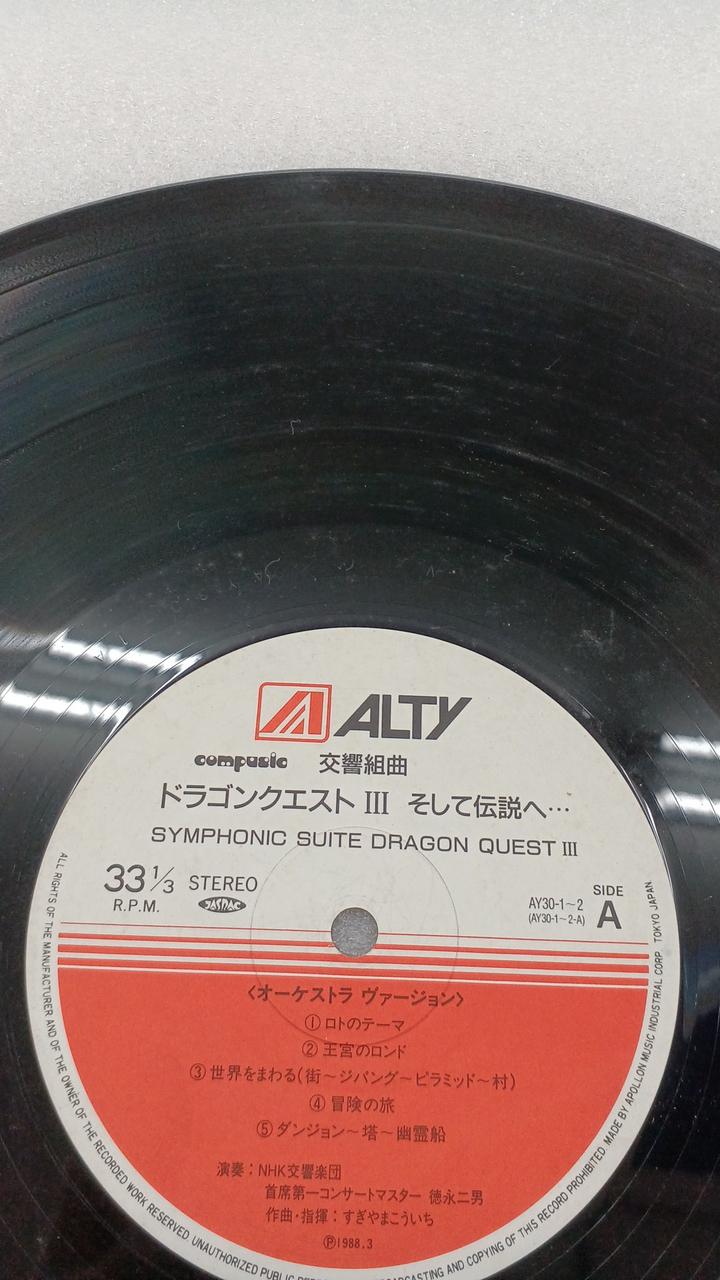 ALTY
compusic 交響組曲
ドラゴンクエスト III そして伝説へ…
SYMPHONIC SUITE DRAGON QUEST III
33 1/3 STEREO
R.P.M. JASRAC
AY30-1~2
(AY30-1~2-A)
SIDE
A
〈オーケストラ ヴァージョン〉
① ロトのテーマ
② 王宮のロンド
③ 世界をまわる(街～ジパング～ピラミッド～村)
④ 冒険の旅
⑤ ダンジョン～塔～幽霊船
演奏：NHK交響楽団
首席第一コンサートマスター 徳永二男
作曲・指揮：すぎやまこういち
Ⓟ1988.3
ALL RIGHTS OF THE MANUFACTURER AND OF THE OWNER OF THE RECORDED WORK RESERVED. UNAUTHORIZED PUBLIC BROADCASTING AND COPYING OF THIS RECORD PROHIBITED. MADE BY APOLLON MUSIC INDUSTRIAL CORP. TOKYO JAPAN.